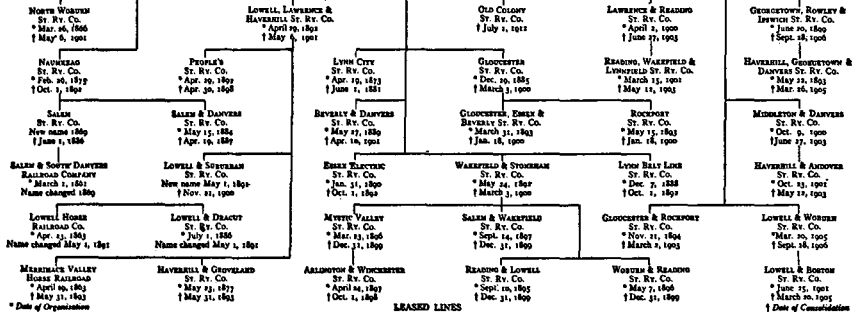 NORTH WOBURN
ST. RY. CO.
* Mar. 26, 1866
† May 6, 1901
LOWELL, LAWRENCE &
HAVERHILL ST. RY. CO.
* April 29, 1892
† May 6, 1901
OLD COLONY
ST. RY. CO.
† July 1, 1911
LAWRENCE & READING
ST. RY. CO.
* April 2, 1900
† June 27, 1903
GEORGETOWN, ROWLEY &
IPSWICH ST. RY. CO.
* June 20, 1899
† Sept. 28, 1906
NAUMKEAG
ST. RY. CO.
* Feb. 26, 1875
† Oct. 1, 1892
PEOPLE'S
ST. RY. CO.
* Apr. 29, 1897
† Apr. 30, 1898
LYNN CITY
ST. RY. CO.
* Apr. 1873
† June 1, 1881
GLOUCESTER
ST. RY. CO.
* Dec. 29, 1885
† March 3, 1900
READING, WAKEFIELD &
LYNNFIELD ST. RY. CO.
* March 15, 1901
† May 12, 1903
HAVERHILL, GEORGETOWN &
DANVERS ST. RY. CO.
* May 22, 1893
† Mar. 26, 1905
SALEM
ST. RY. CO.
New name 1869
† June 1, 1886
SALEM & DANVERS
ST. RY. CO.
* May 15, 1884
† Apr. 19, 1887
BEVERLY & DANVERS
ST. RY. CO.
* May 27, 1889
† Apr. 10, 1901
GLOUCESTER, ESSEX &
BEVERLY ST. RY. CO.
* March 31, 1893
† Jan. 18, 1900
ROCKPORT
ST. RY. CO.
* May 15, 1893
† Jan. 18, 1900
MIDDLETON & DANVERS
ST. RY. CO.
* Oct. 9, 1900
† June 27, 1903
SALEM & SOUTH DANVERS
RAILROAD COMPANY
* March 1, 1861
Name changed 1869
LOWELL & SUBURBAN
ST. RY. CO.
New name May 1, 1891
† Nov. 21, 1900
ESSEX ELECTRIC
ST. RY. CO.
* Jan. 31, 1890
† Oct. 1, 1892
WAKEFIELD & STONEHAM
ST. RY. CO.
* May 24, 1892
† March 3, 1900
LYNN BELT LINE
ST. RY. CO.
* Dec. 7, 1888
† Oct. 1, 1892
HAVERHILL & ANDOVER
ST. RY. CO.
* Oct. 23, 1901
† May 12, 1903
LOWELL HORSE
RAILROAD CO.
* Apr. 23, 1863
Name changed May 1, 1891
LOWELL & DRACUT
ST. RY. CO.
* July 1, 1886
Name changed May 1, 1891
MYSTIC VALLEY
ST. RY. CO.
* Mar. 23, 1896
† Dec. 31, 1899
SALEM & WAKEFIELD
ST. RY. CO.
* Sept. 14, 1897
† Dec. 31, 1899
GLOUCESTER & ROCKPORT
ST. RY. CO.
* Nov. 21, 1894
† March 2, 1903
LOWELL & WOBURN
ST. RY. CO.
* Mar. 20, 1905
† Sept. 28, 1906
MERRIMACK VALLEY
HORSE RAILROAD
* April 19, 1863
† May 31, 1893
HAVERHILL & GROVELAND
ST. RY. CO.
* May 23, 1877
† May 31, 1893
ARLINGTON & WINCHESTER
ST. RY. CO.
* April 24, 1897
† Oct. 1, 1898
READING & LOWELL
ST. RY. CO.
* Sept. 10, 1895
† Dec. 31, 1899
WOBURN & READING
ST. RY. CO.
* May 7, 1896
† Dec. 31, 1899
LOWELL & BOSTON
ST. RY. CO.
* June 25, 1901
† March 20, 1905
* Date of Organization
LEASED LINES
† Date of Consolidation